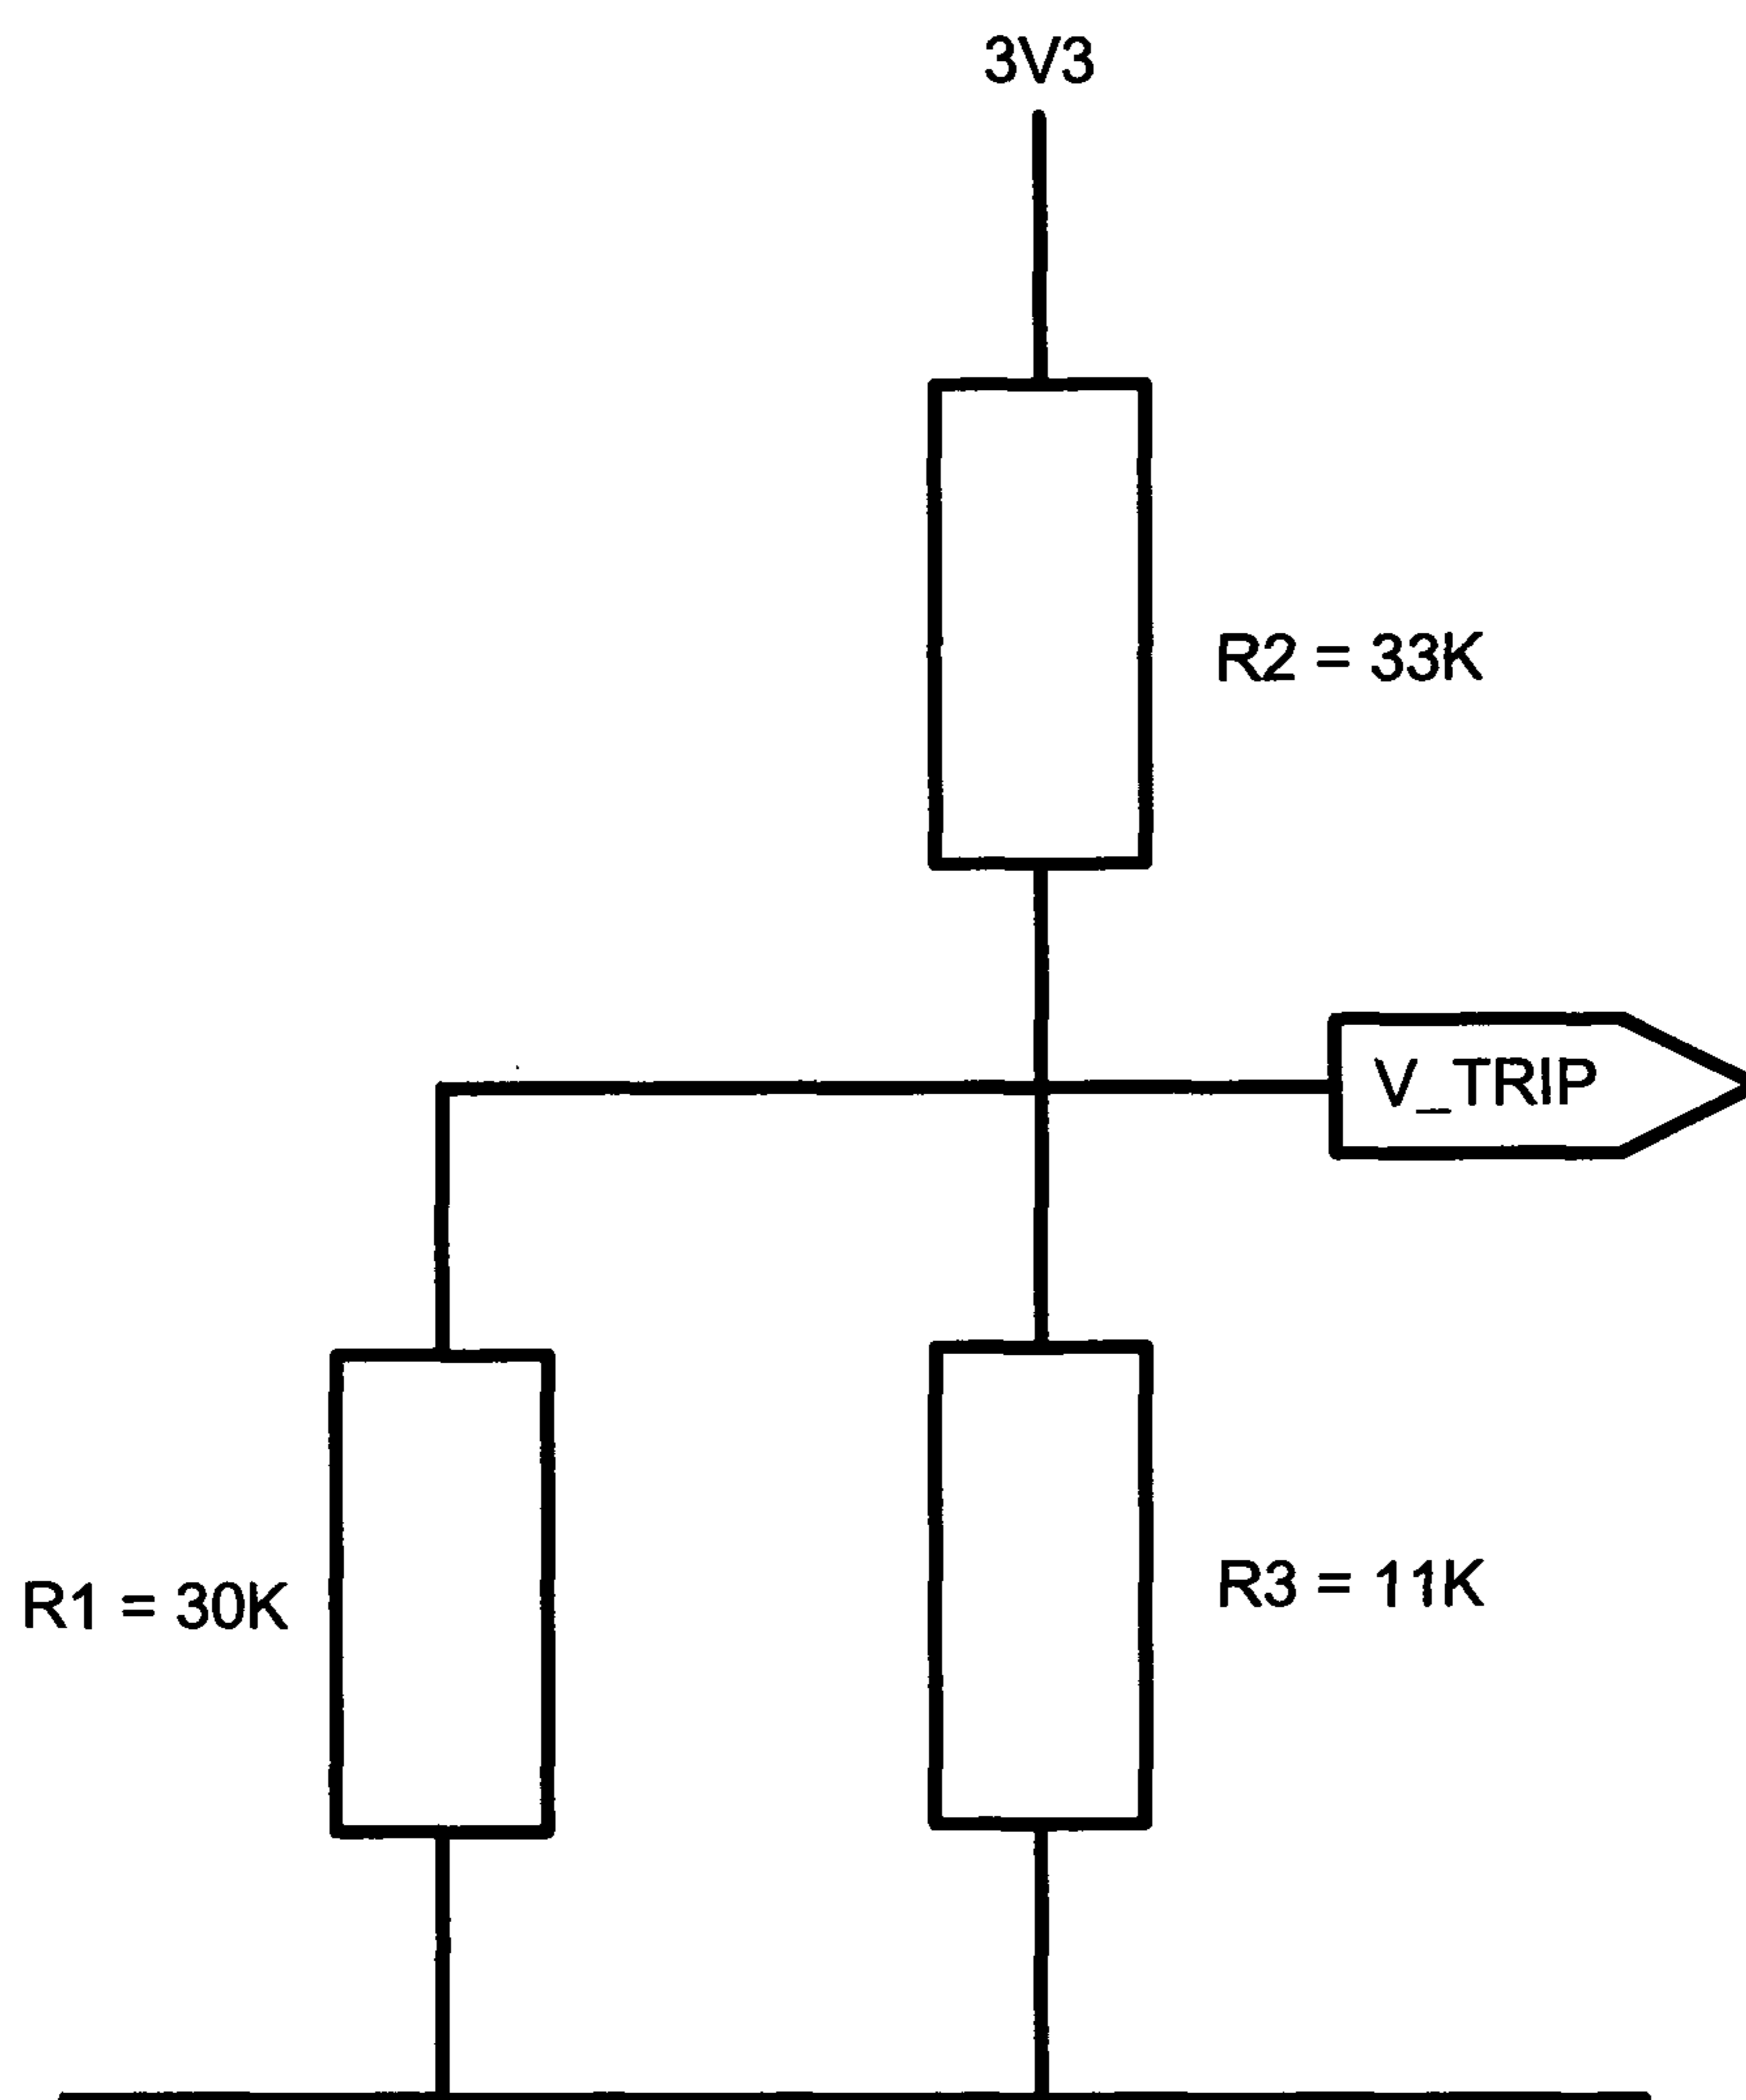 3V3
R2 = 33K
V_TRIP
R1 = 30K
R3 = 11K